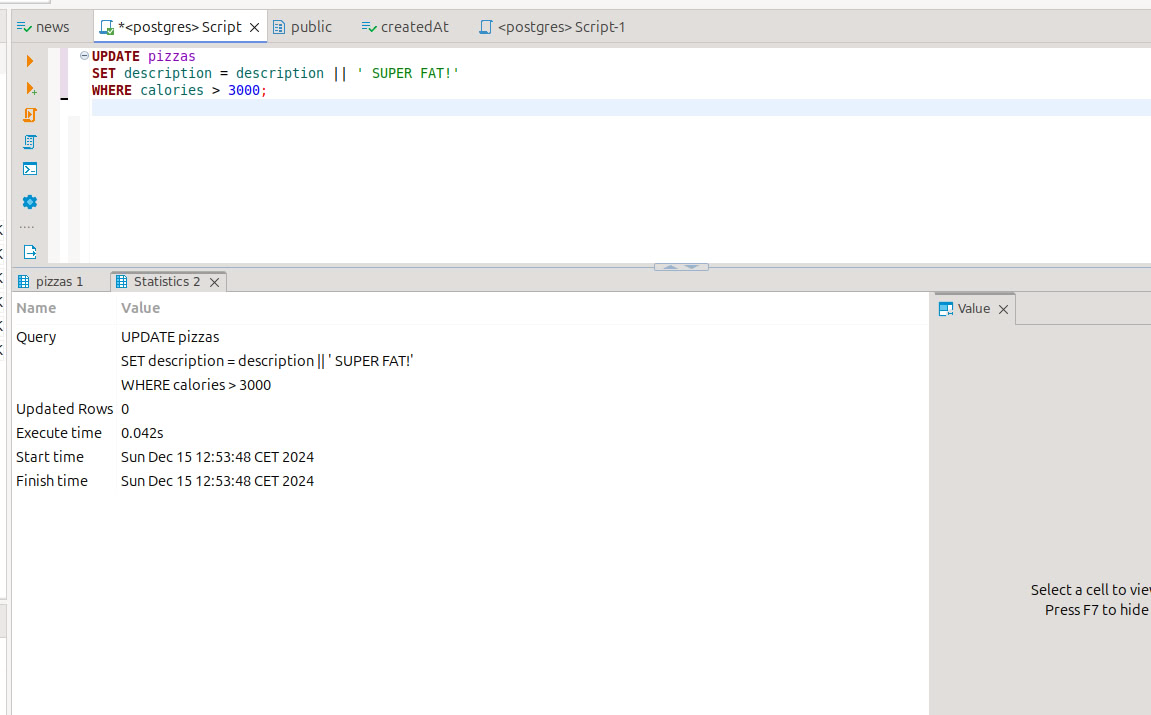 news
*<postgres> Script
public
createdAt
<postgres> Script-1
UPDATE pizzas
SET description = description || ' SUPER FAT!'
WHERE calories > 3000;
pizzas 1
Statistics 2
Name Value
Query UPDATE pizzas
SET description = description || ' SUPER FAT!'
WHERE calories > 3000
Updated Rows 0
Execute time 0.042s
Start time Sun Dec 15 12:53:48 CET 2024
Finish time Sun Dec 15 12:53:48 CET 2024
Value
Select a cell to vie
Press F7 to hide